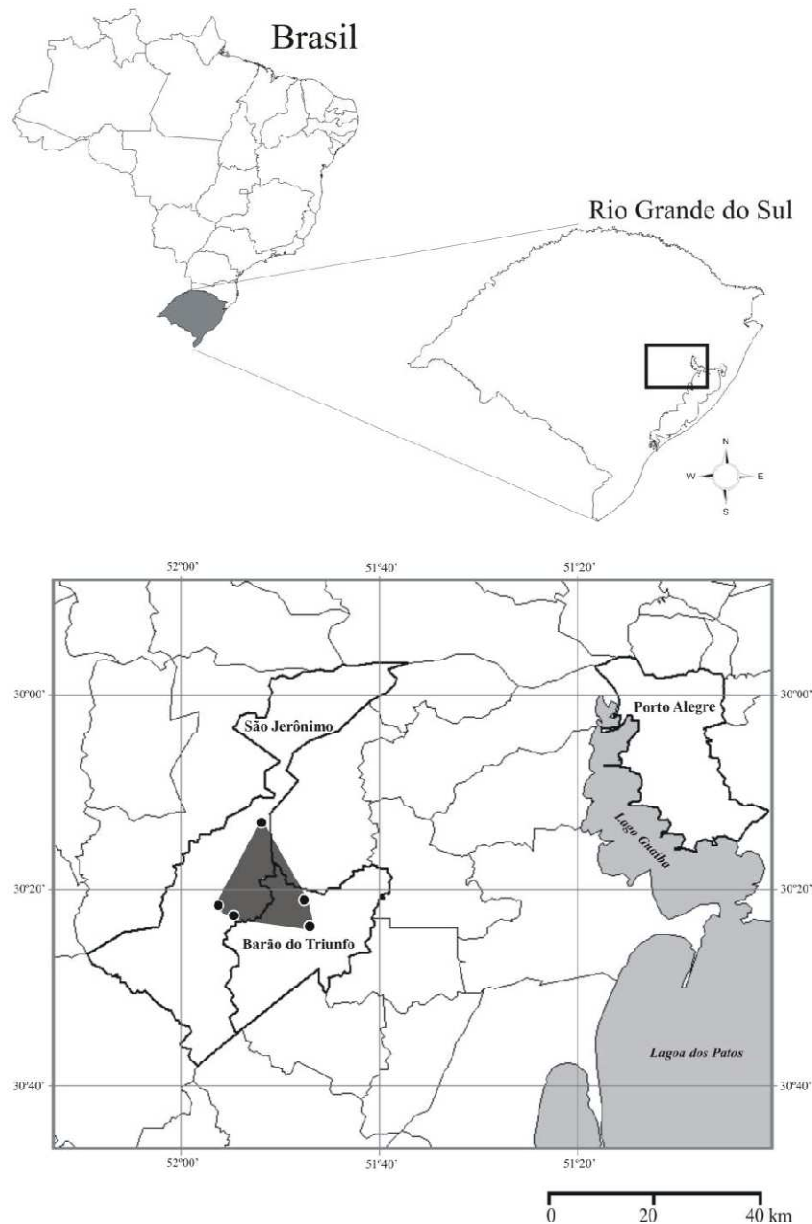 Brasil
Rio Grande do Sul
N
W E
S
52°00' 51°40' 51°20'
30°00' 30°00'
São Jerônimo
Porto Alegre
Lago Guaíba
30°20' 30°20'
Barão do Triunfo
Lagoa dos Patos
30°40' 30°40'
52°00' 51°40' 51°20'
0 20 40 km